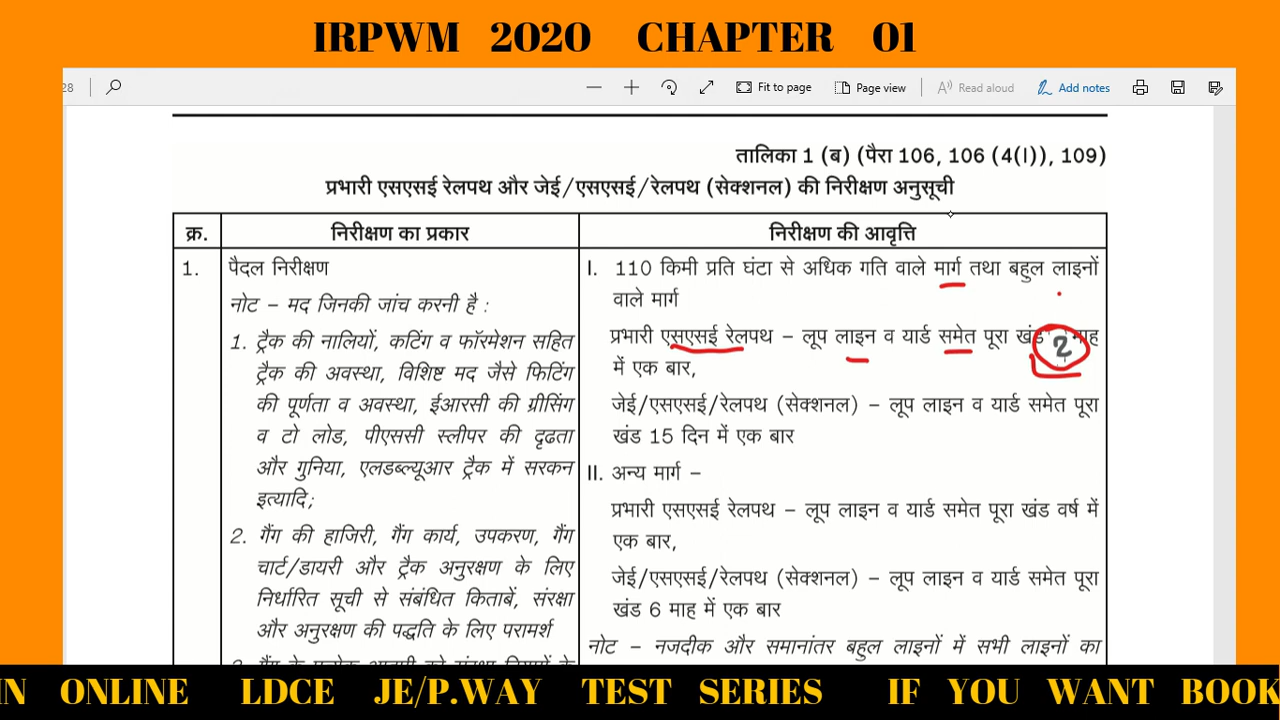 IRPWM 2020 CHAPTER 01
28
Fit to page
Page view
Read aloud
Add notes
तालिका 1 (ब) (पैरा 106, 106 (4(I)), 109)
प्रभारी एसएसई रेलपथ और जेई/एसएसई/रेलपथ (सेक्शनल) की निरीक्षण अनुसूची
क्र. निरीक्षण का प्रकार निरीक्षण की आवृत्ति
1. पैदल निरीक्षण
नोट – मद जिनकी जांच करनी है :
1. ट्रैक की नालियों, कटिंग व फॉरमेशन सहित
ट्रैक की अवस्था, विशिष्ट मद जैसे फिटिंग
की पूर्णता व अवस्था, ईआरसी की ग्रीसिंग
व टो लोड, पीएससी स्लीपर की दृढता
और गुनिया, एलडब्ल्यूआर ट्रैक में सरकन
इत्यादि;
2. गैंग की हाजिरी, गैंग कार्य, उपकरण, गैंग
चार्ट/डायरी और ट्रैक अनुरक्षण के लिए
निर्धारित सूची से संबंधित किताबें, संरक्षा
और अनुरक्षण की पद्धति के लिए परामर्श
I. 110 किमी प्रति घंटा से अधिक गति वाले मार्ग तथा बहुल लाइनों
वाले मार्ग
प्रभारी एसएसई रेलपथ – लूप लाइन व यार्ड समेत पूरा खंड 2 माह
में एक बार,
जेई/एसएसई/रेलपथ (सेक्शनल) – लूप लाइन व यार्ड समेत पूरा
खंड 15 दिन में एक बार
II. अन्य मार्ग –
प्रभारी एसएसई रेलपथ – लूप लाइन व यार्ड समेत पूरा खंड वर्ष में
एक बार,
जेई/एसएसई/रेलपथ (सेक्शनल) – लूप लाइन व यार्ड समेत पूरा
खंड 6 माह में एक बार
नोट – नजदीक और समानांतर बहुल लाइनों में सभी लाइनों का
IN ONLINE LDCE JE/P.WAY TEST SERIES IF YOU WANT BOOK